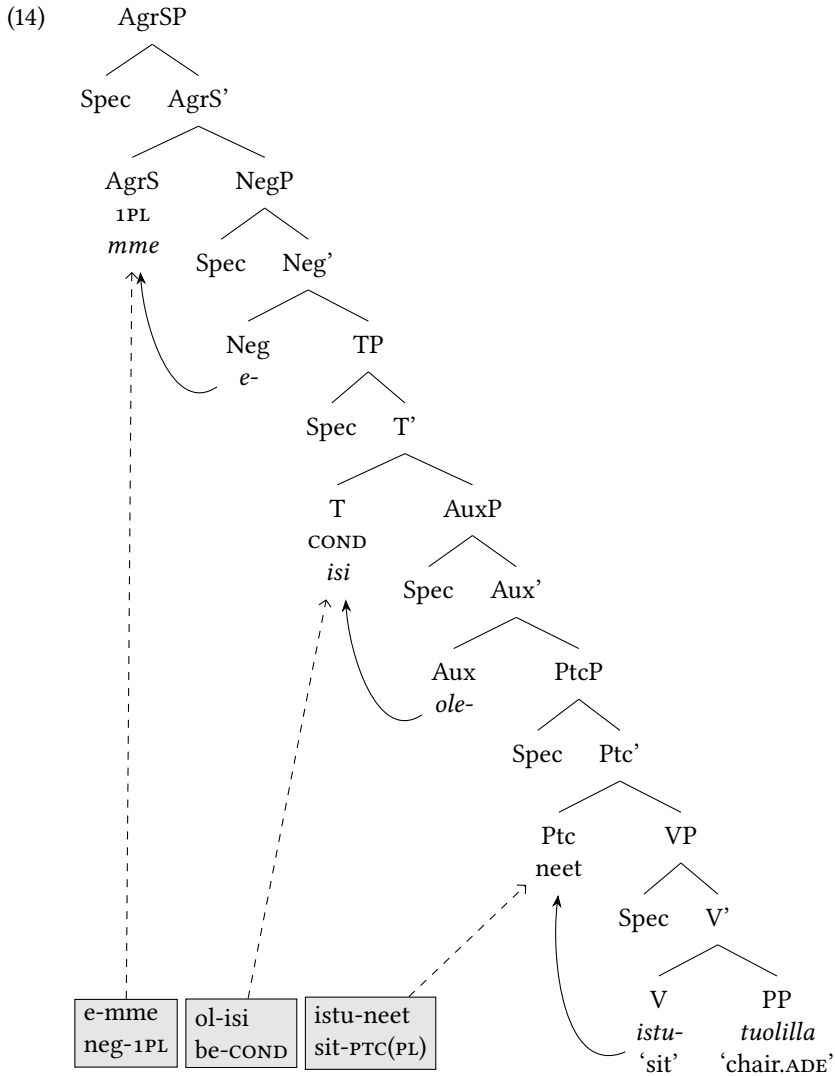 (14) AgrSP
Spec AgrS’
AgrS NegP
1PL
mme
Spec Neg’
Neg TP
e-
Spec T’
T AuxP
COND
isi
Spec Aux’
Aux PtcP
ole-
Spec Ptc’
Ptc VP
neet
Spec V’
V PP
istu- tuolilla
‘sit’ ‘chair.ADE’
e-mme
neg-1PL
ol-isi
be-COND
istu-neet
sit-PTC(PL)